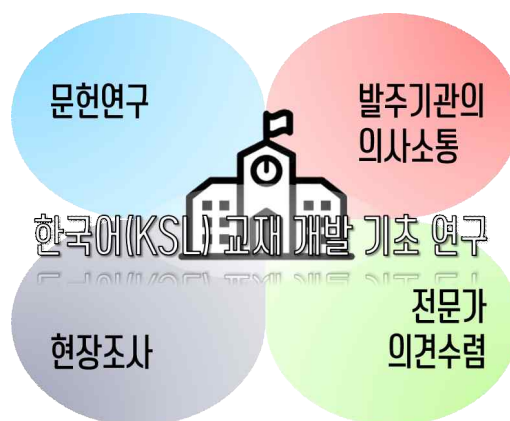 문헌연구
발주기관의
의사소통
한국어(KSL) 교재 개발 기초 연구
현장조사
전문가
의견수렴